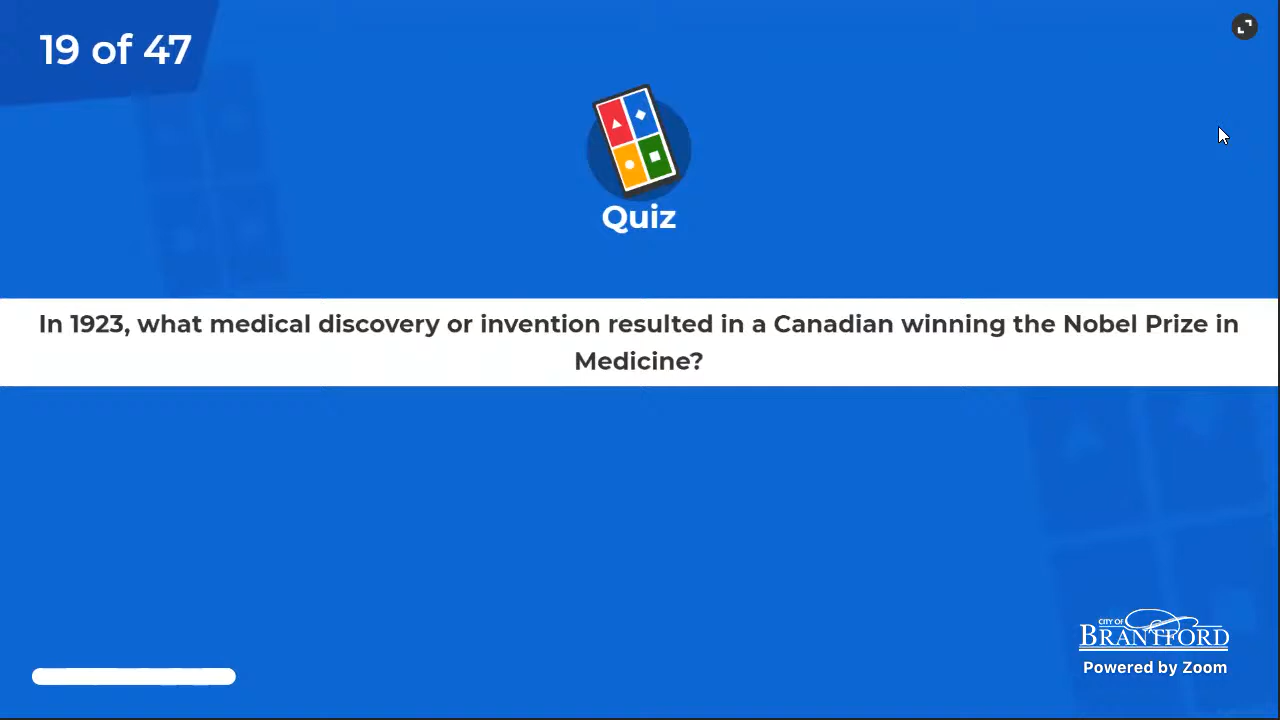 19 of 47
Quiz
In 1923, what medical discovery or invention resulted in a Canadian winning the Nobel Prize in
Medicine?
CITY OF
BRANTFORD
Powered by Zoom